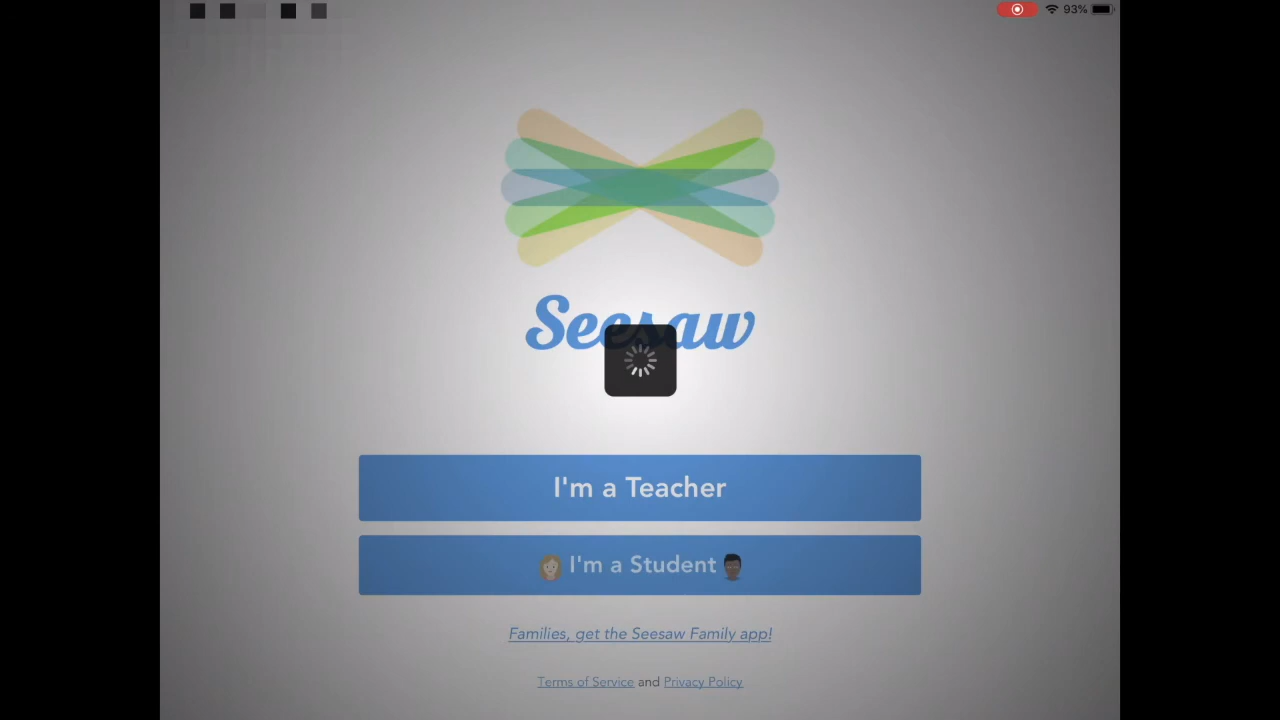 93%
Seesaw
I'm a Teacher
I'm a Student
Families, get the Seesaw Family app!
Terms of Service and Privacy Policy